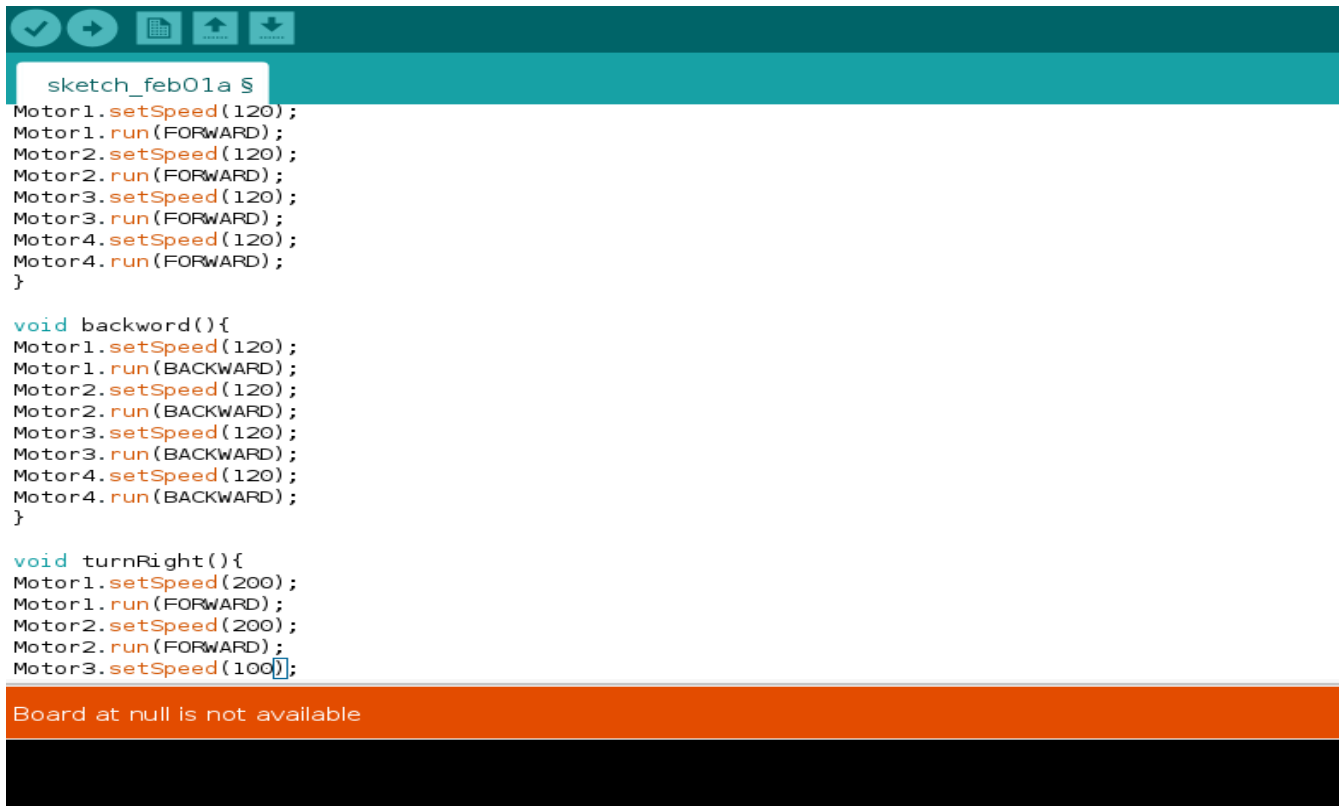 sketch_feb01a §
Motor1.setSpeed(120);
Motor1.run(FORWARD);
Motor2.setSpeed(120);
Motor2.run(FORWARD);
Motor3.setSpeed(120);
Motor3.run(FORWARD);
Motor4.setSpeed(120);
Motor4.run(FORWARD);
}
void backword(){
Motor1.setSpeed(120);
Motor1.run(BACKWARD);
Motor2.setSpeed(120);
Motor2.run(BACKWARD);
Motor3.setSpeed(120);
Motor3.run(BACKWARD);
Motor4.setSpeed(120);
Motor4.run(BACKWARD);
}
void turnRight(){
Motor1.setSpeed(200);
Motor1.run(FORWARD);
Motor2.setSpeed(200);
Motor2.run(FORWARD);
Motor3.setSpeed(100);
Board at null is not available